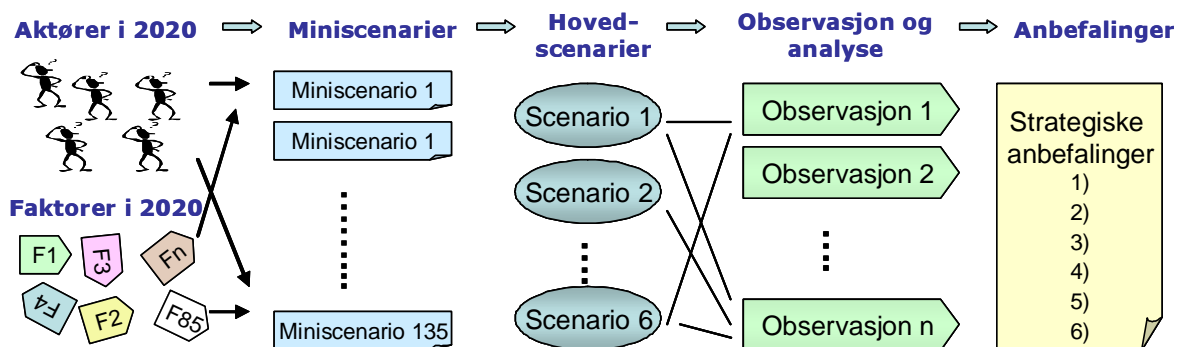 Aktører i 2020
Miniscenarier
Hoved-
scenarier
Observasjon og
analyse
Anbefalinger
Miniscenario 1
Miniscenario 1
Miniscenario 135
Faktorer i 2020
F1
F3
Fn
F4
F2
F85
Scenario 1
Scenario 2
Scenario 6
Observasjon 1
Observasjon 2
Observasjon n
Strategiske
anbefalinger
1)
2)
3)
4)
5)
6)